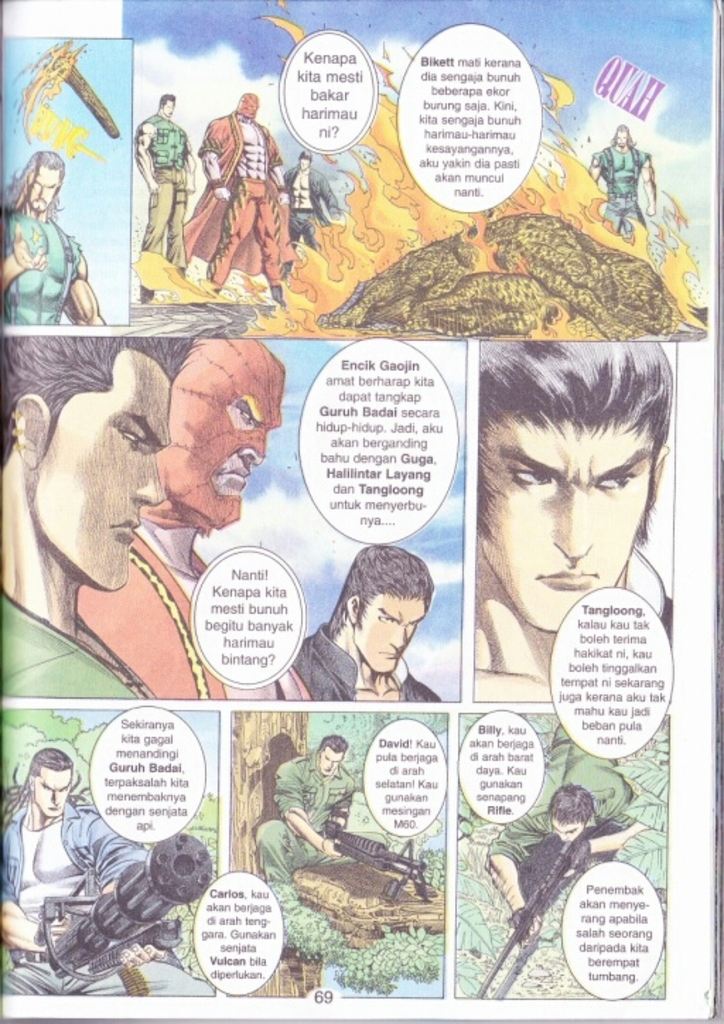 Kenapa
kita mesti
bakar
harimau
ni?
Bikett mati kerana
dia sengaja bunuh
beberapa ekor
burung saja. Kini,
kita sengaja bunuh
harimau-harimau
kesayangannya,
aku yakin dia pasti
akan muncul
nanti.
QUAH
Encik Gaojin
amat berharap kita
dapat tangkap
Guruh Badai secara
hidup-hidup. Jadi, aku
akan berganding
bahu dengan Guga,
Halilintar Layang
dan Tangloong
untuk menyerbu-
nya....
Nanti!
Kenapa kita
mesti bunuh
begitu banyak
harimau
bintang?
Tangloong,
kalau kau tak
boleh terima
hakikat ni, kau
boleh tinggalkan
tempat ni sekarang
juga kerana aku tak
mahu kau jadi
beban pula
nanti.
Sekiranya
kita gagal
menandingi
Guruh Badai,
terpaksalah kita
menembaknya
dengan senjata
api.
Carlos, kau
akan berjaga
di arah teng-
gara. Gunakan
senjata
Vulcan bila
diperlukan.
David! Kau
pula berjaga
di arah
selatan! Kau
gunakan
mesingan
M60.
Billy, kau
akan berjaga
di arah barat
daya. Kau
gunakan
senapang
Rifle.
Penembak
akan menye-
rang apabila
salah seorang
daripada kita
berempat
tumbang.
69